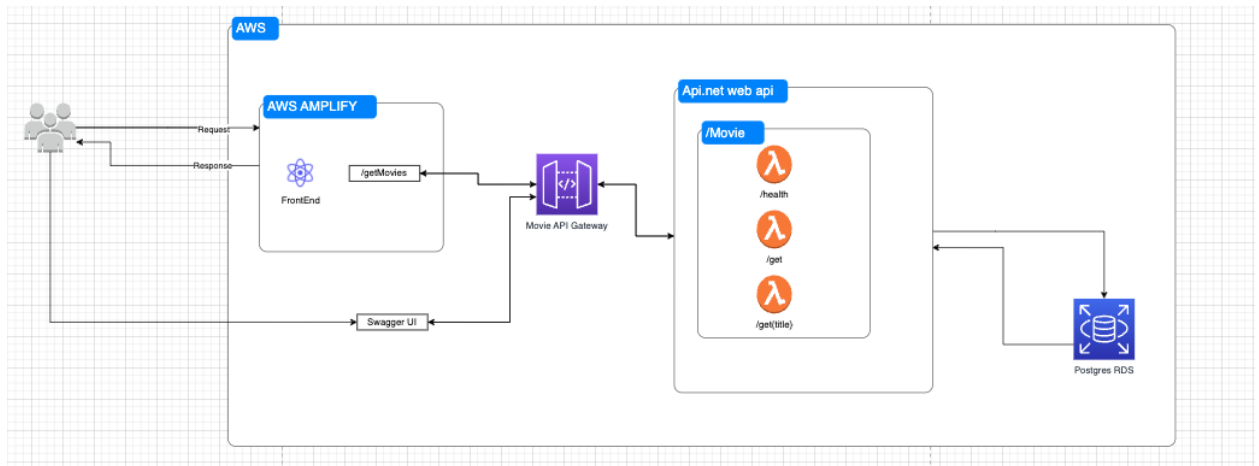 AWS
AWS AMPLIFY
Api.net web api
/Movie
Request
Response
/getMovies
FrontEnd
Movie API Gateway
/health
/get
/get(title)
Swagger UI
Postgres RDS